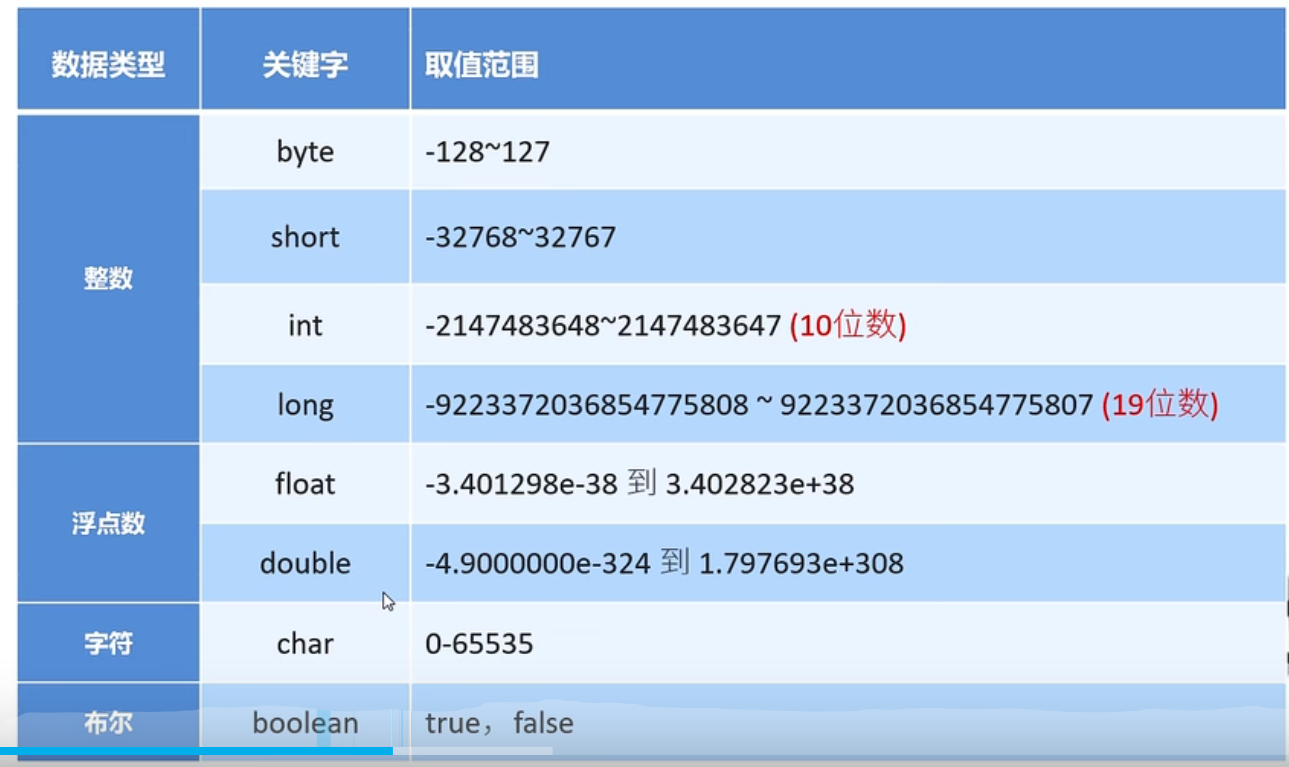 数据类型 关键字 取值范围
整数
byte -128~127
short -32768~32767
int -2147483648~2147483647 (10位数)
long -9223372036854775808 ~ 9223372036854775807 (19位数)
浮点数
float -3.401298e-38 到 3.402823e+38
double -4.9000000e-324 到 1.797693e+308
字符 char 0-65535
布尔 boolean true，false